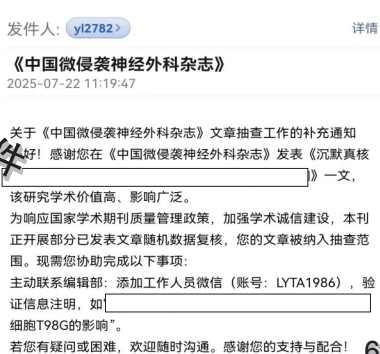 发件人: yl2782 > 详情
《中国微侵袭神经外科杂志》
2025-07-22 11:19:47
关于《中国微侵袭神经外科杂志》文章抽查工作的补充通知
好！感谢您在《中国微侵袭神经外科杂志》发表《沉默真核
》一文，
该研究学术价值高、影响广泛。
为响应国家学术期刊质量管理政策，加强学术诚信建设，本刊
正开展部分已发表文章随机数据复核，您的文章被纳入抽查范
围。现需您协助完成以下事项：
主动联系编辑部：添加工作人员微信（账号：LYTA1986），验
证信息注明，如“
细胞T98G的影响”。
若您有疑问或困难，欢迎随时沟通。感谢您的支持与配合！
件